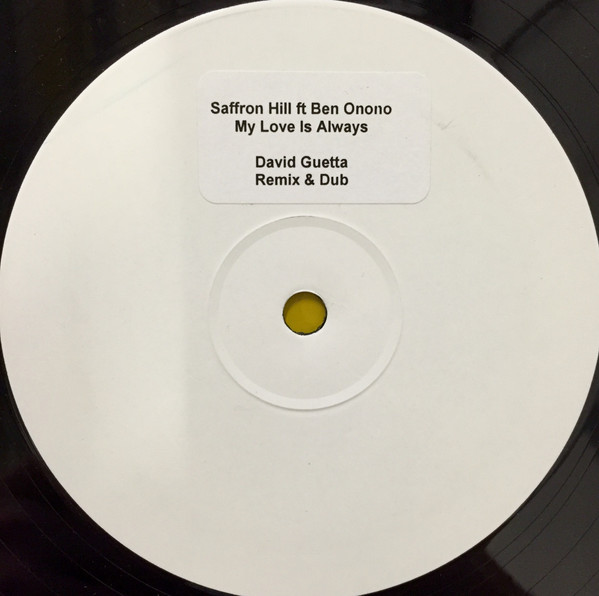 Saffron Hill ft Ben Onono
My Love Is Always
David Guetta
Remix & Dub